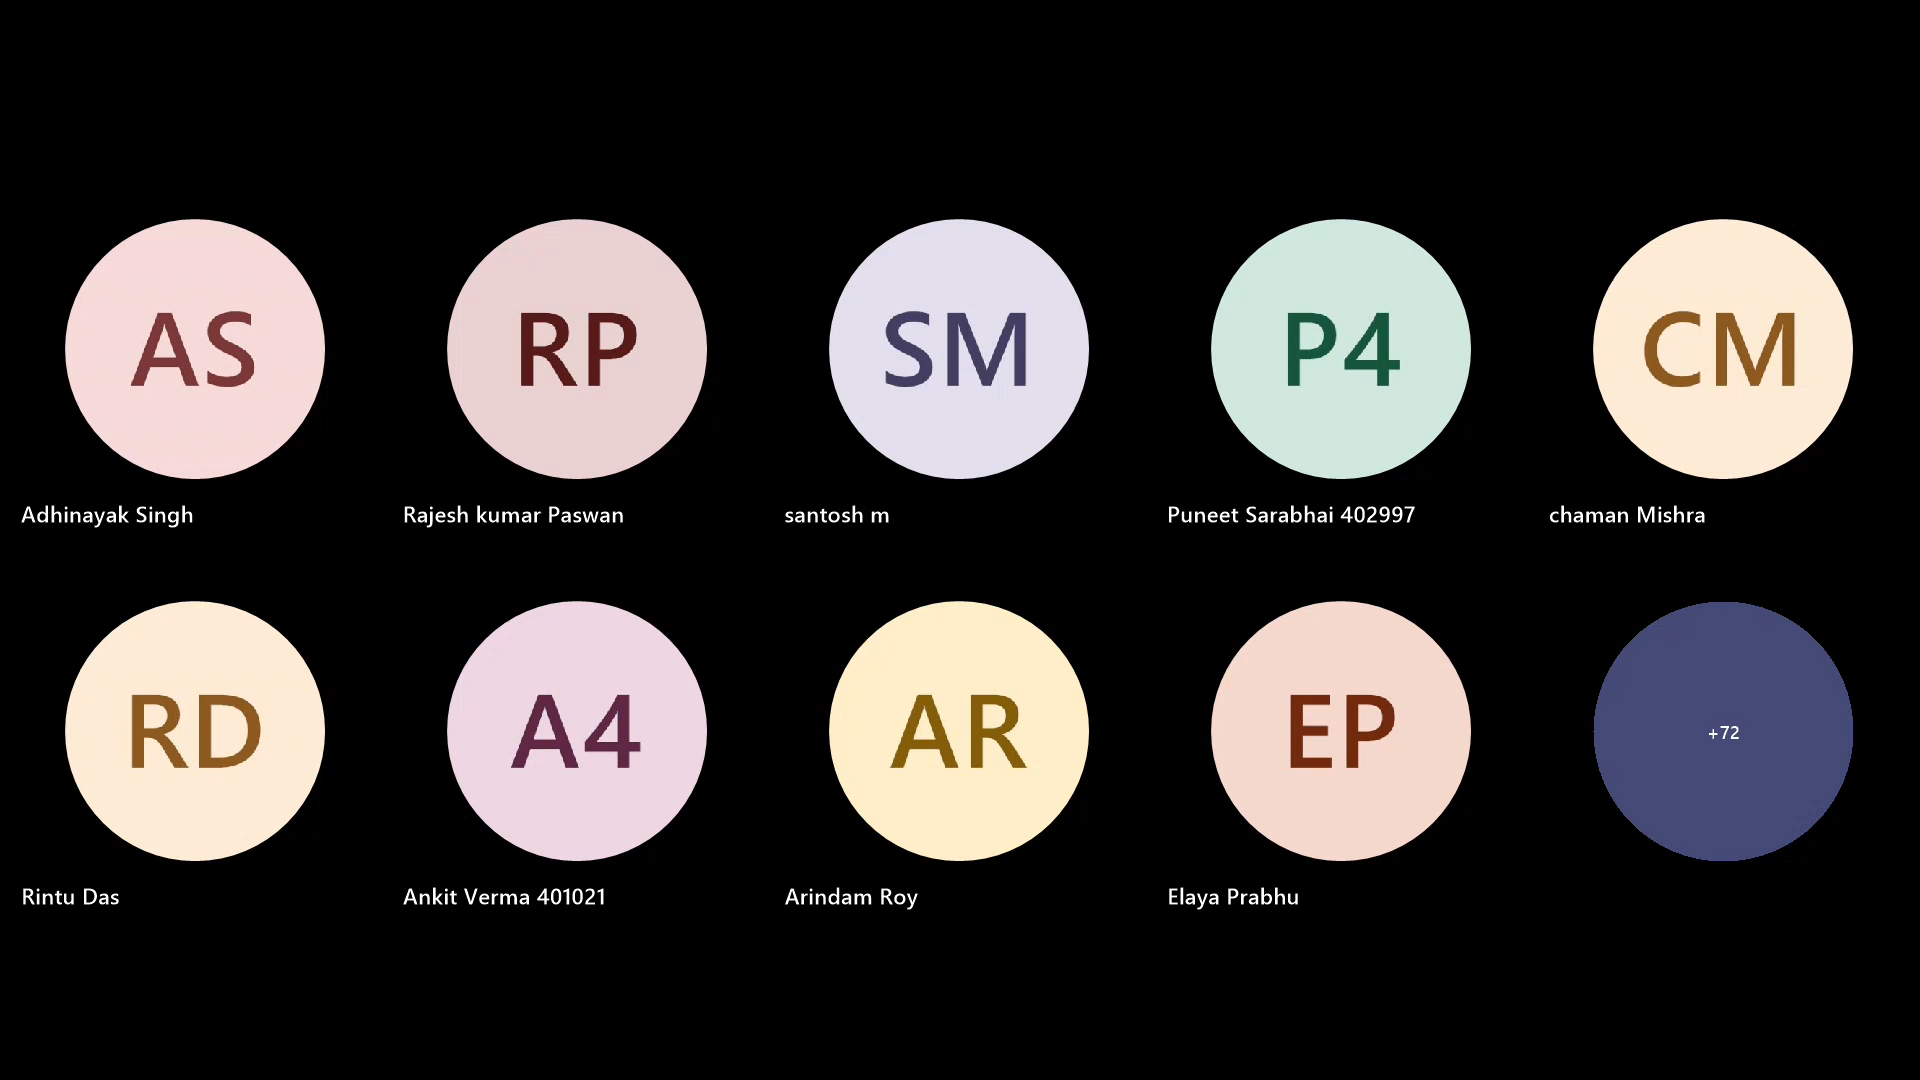 AS
RP
SM
P4
CM
Adhinayak Singh
Rajesh kumar Paswan
santosh m
Puneet Sarabhai 402997
chaman Mishra
RD
A4
AR
EP
+72
Rintu Das
Ankit Verma 401021
Arindam Roy
Elaya Prabhu